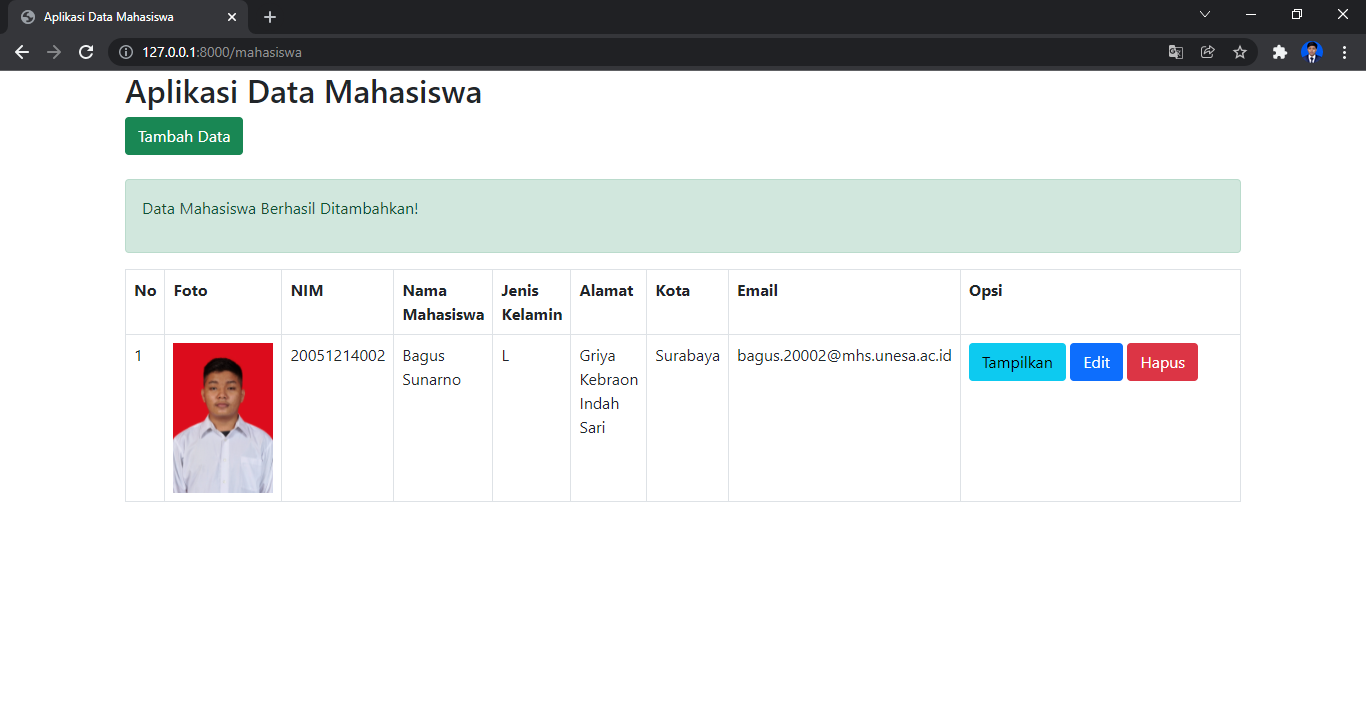 Aplikasi Data Mahasiswa
127.0.0.1:8000/mahasiswa
Aplikasi Data Mahasiswa
Tambah Data
Data Mahasiswa Berhasil Ditambahkan!
No Foto NIM Nama Mahasiswa Jenis Kelamin Alamat Kota Email Opsi
1 20051214002 Bagus Sunarno L Griya Kebraon Indah Sari Surabaya bagus.20002@mhs.unesa.ac.id Tampilkan Edit Hapus